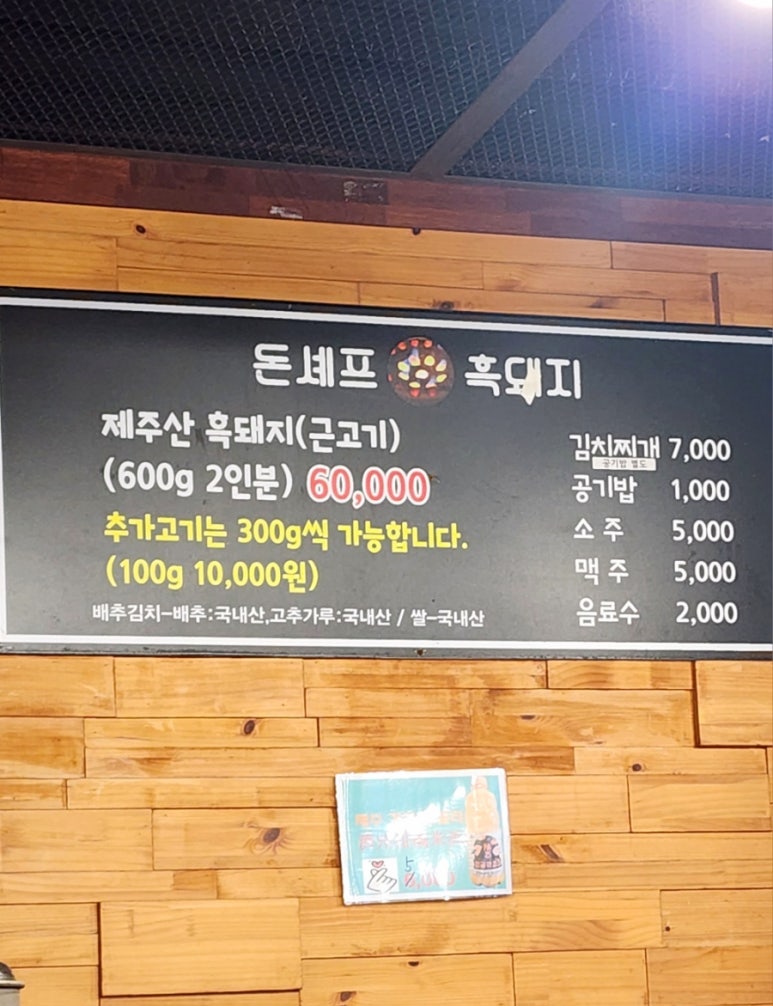 돈셰프 흑돼지
제주산 흑돼지(근고기)
(600g 2인분) 60,000
추가고기는 300g씩 가능합니다.
(100g 10,000원)
배추김치-배추:국내산,고추가루:국내산 / 쌀-국내산
김치찌개 7,000
공기밥 별도
공기밥 1,000
소주 5,000
맥주 5,000
음료수 2,000